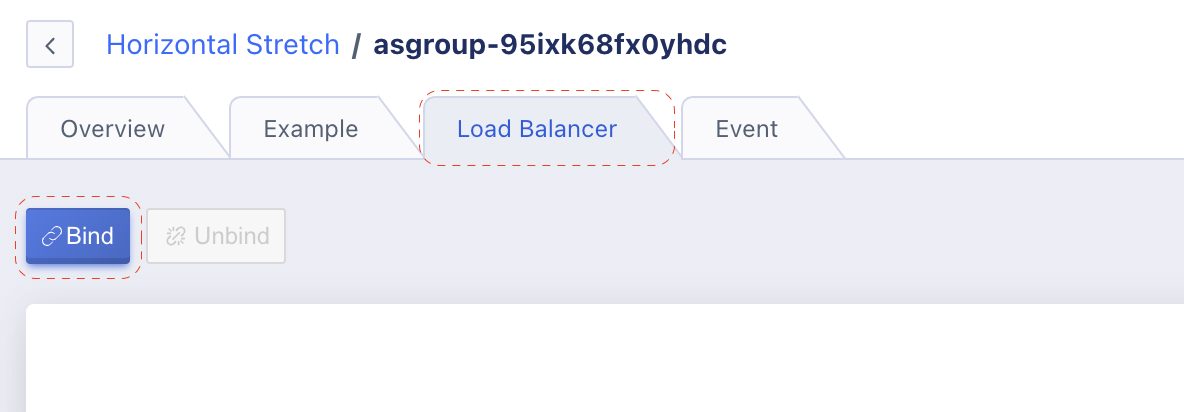 Horizontal Stretch / asgroup-95ixk68fx0yhdc
Overview Example Load Balancer Event
Bind Unbind